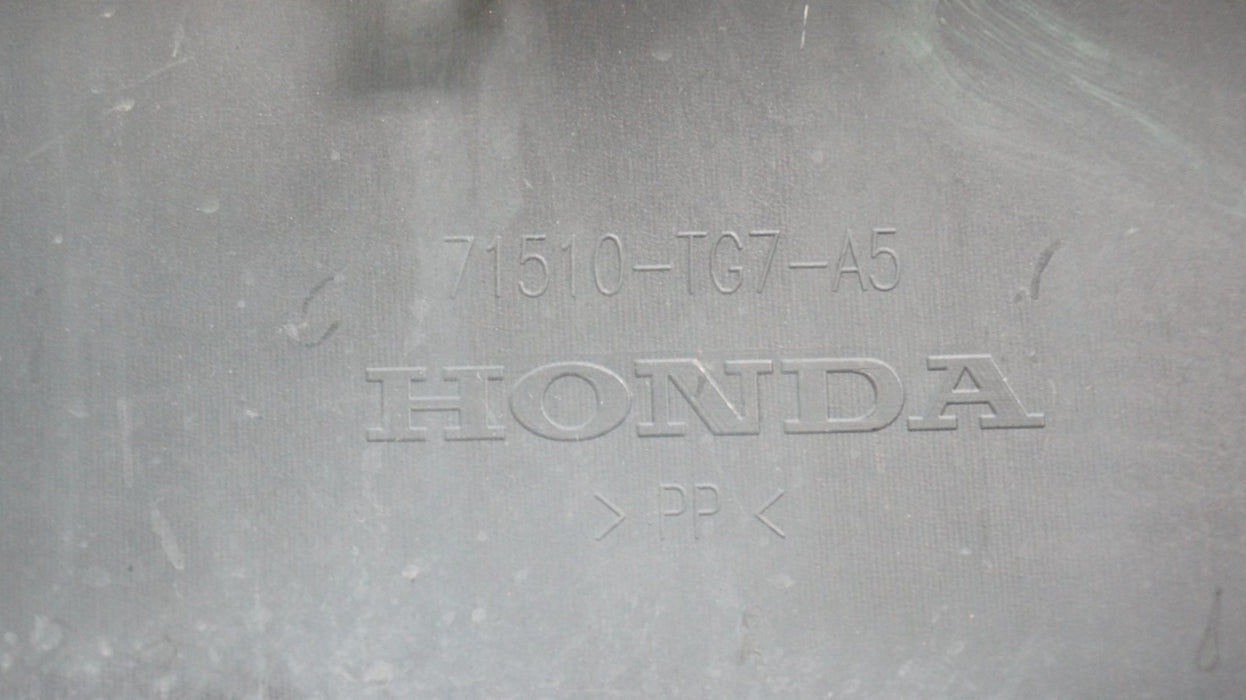 71510-TG7-A5
HONDA
> PP <